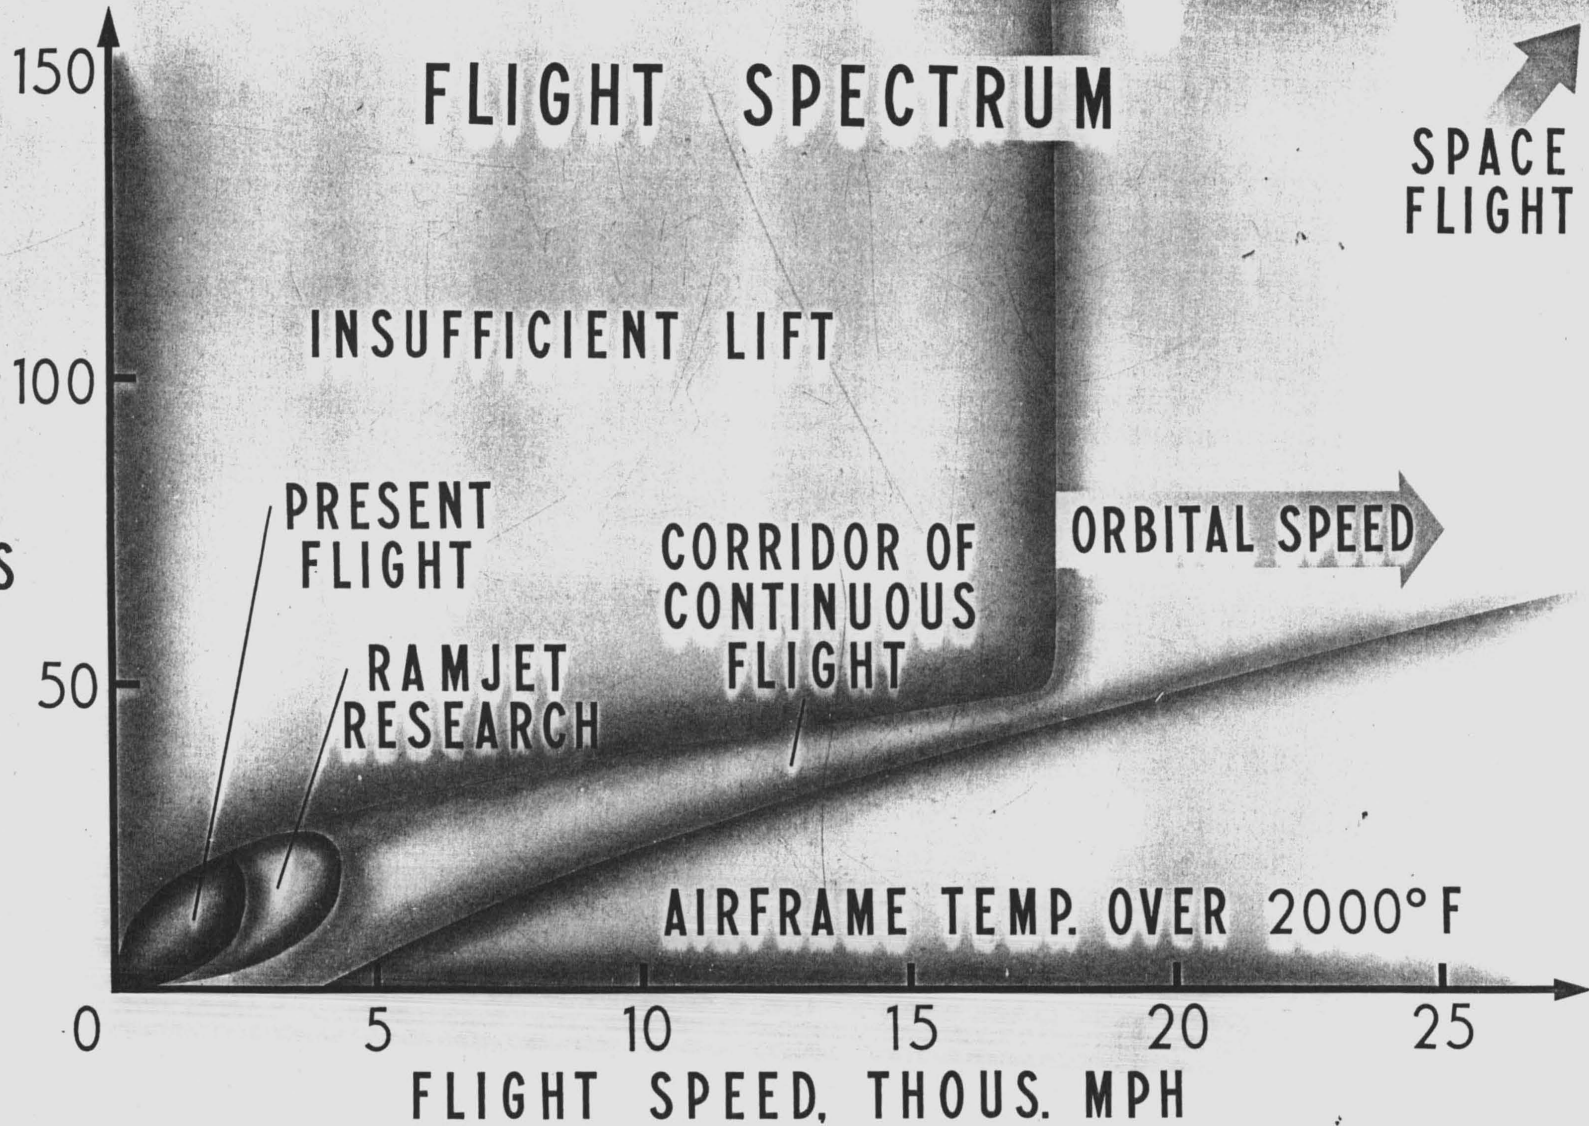 150
FLIGHT SPECTRUM
SPACE
FLIGHT
INSUFFICIENT LIFT
100
PRESENT
FLIGHT
CORRIDOR OF
CONTINUOUS
FLIGHT
ORBITAL SPEED
S
50
RAMJET
RESEARCH
AIRFRAME TEMP. OVER 2000° F
0 5 10 15 20 25
FLIGHT SPEED, THOUS. MPH